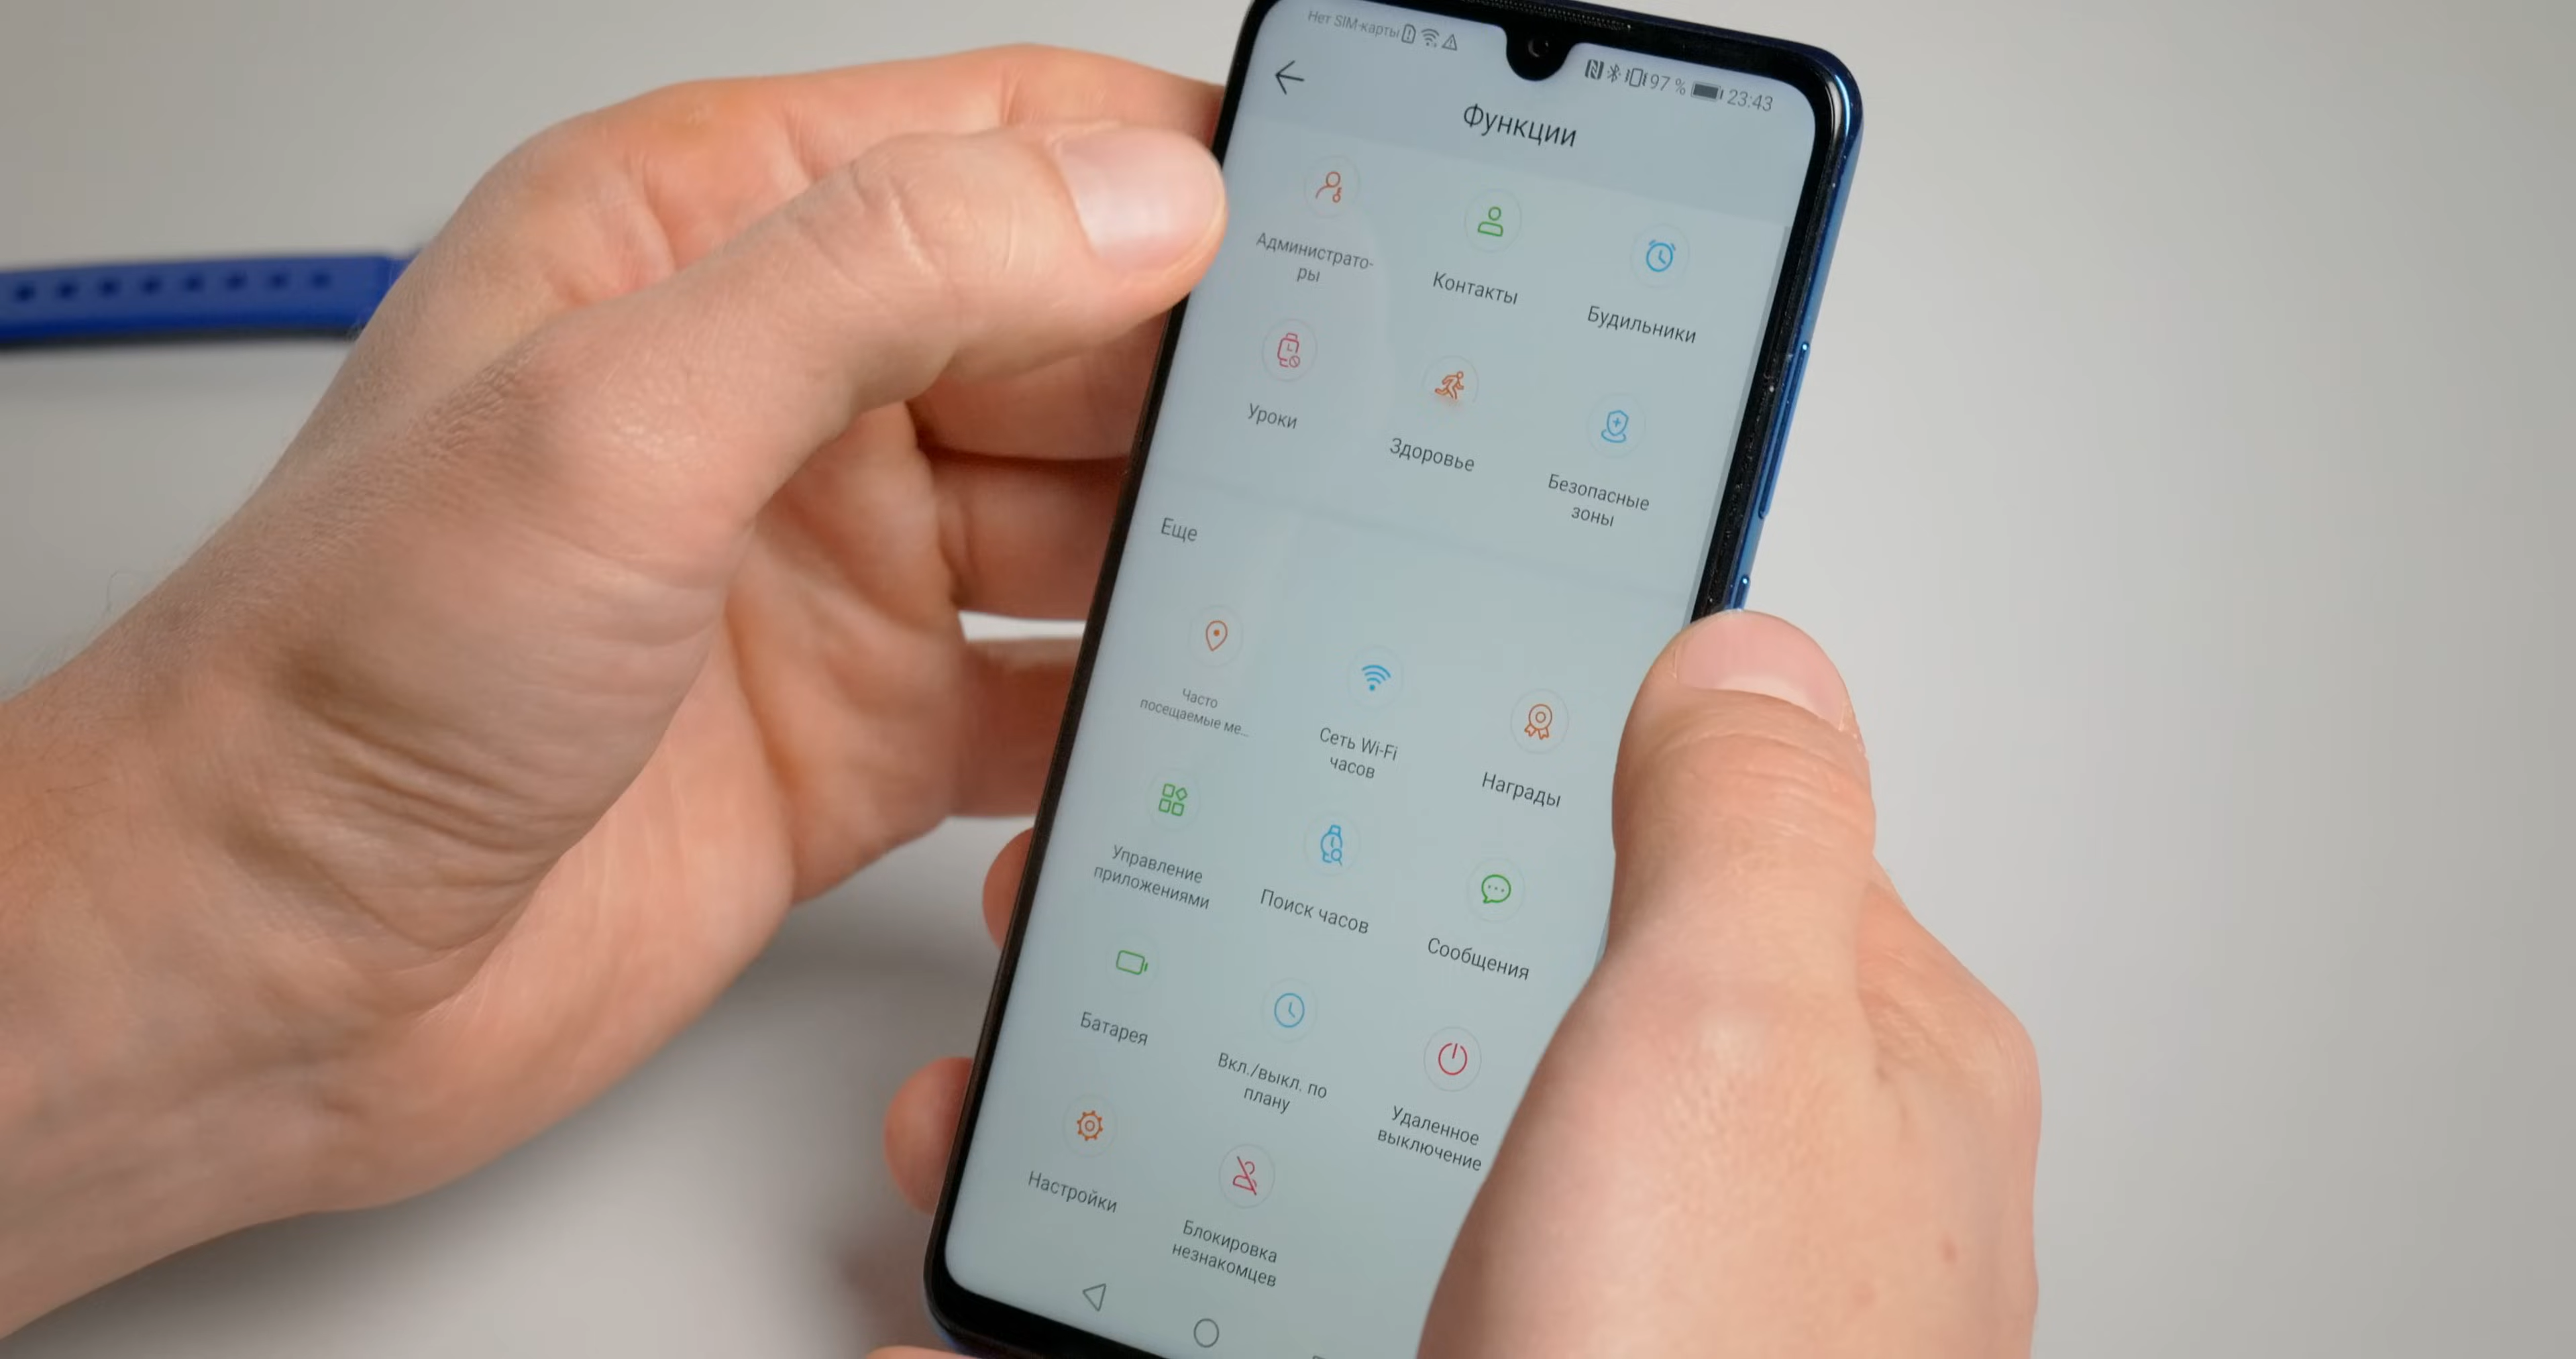 Нет SIM-карты
97 % 23:43
Функции
Администрато-
ры
Контакты
Будильники
Уроки
Здоровье
Безопасные
зоны
Еще
Часто
посещаемые ме...
Сеть Wi-Fi
часов
Награды
Управление
приложениями
Поиск часов
Сообщения
Батарея
Вкл./выкл. по
плану
Удаленное
выключение
Настройки
Блокировка
незнакомцев